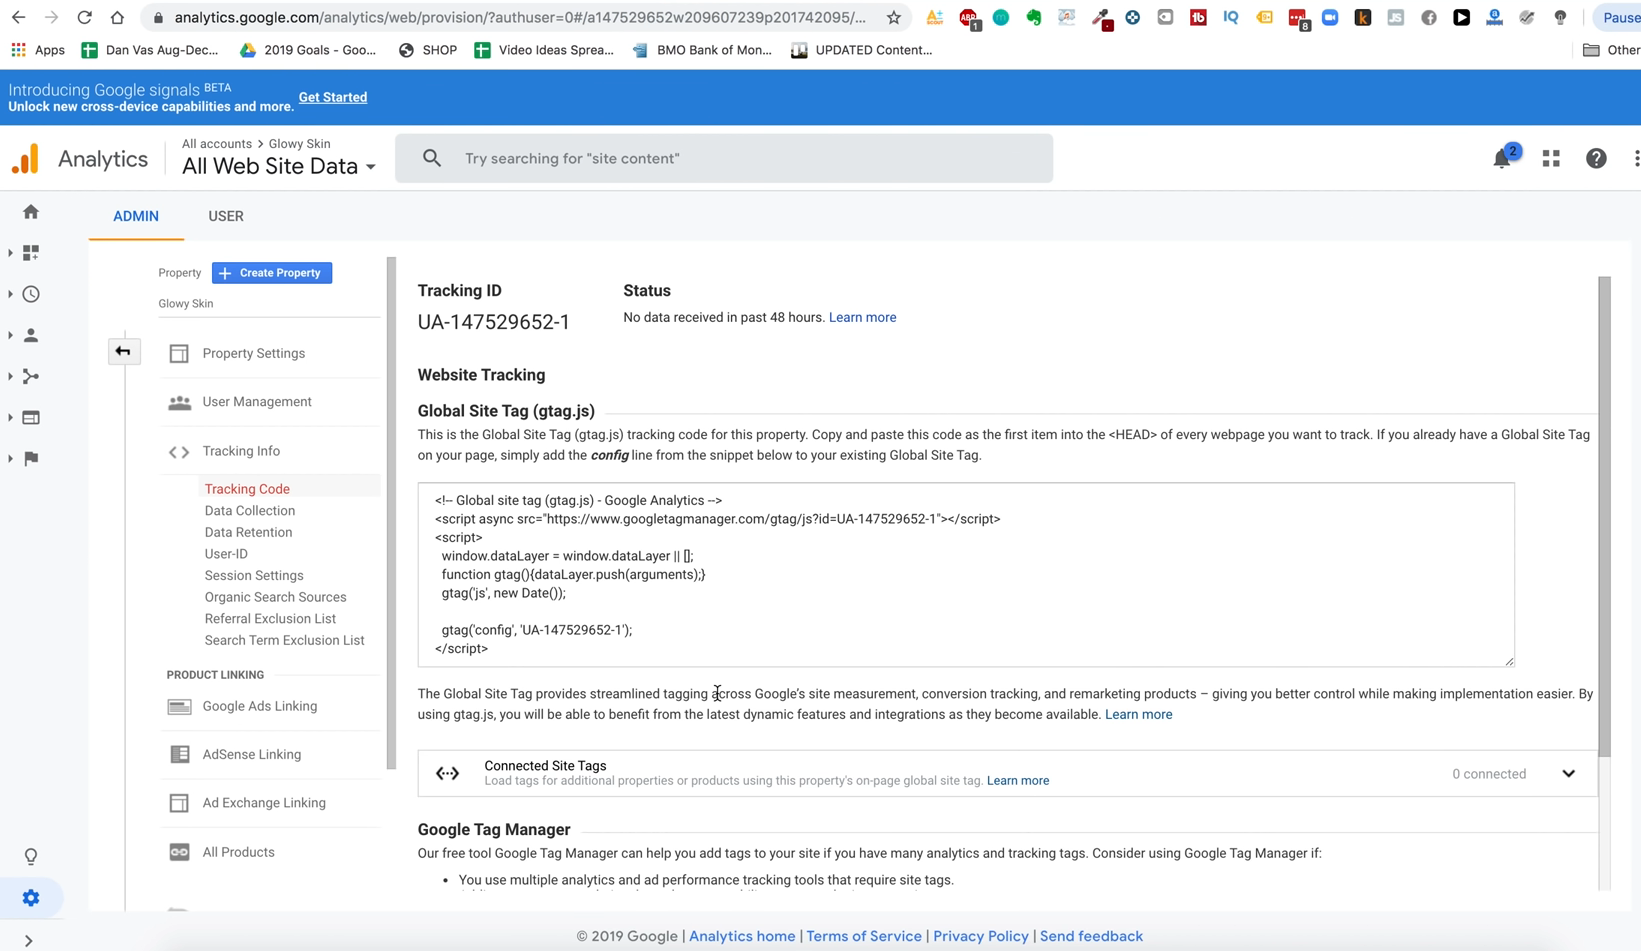 analytics.google.com/analytics/web/provision/?authuser=0#/a147529652w209607239p201742095/...
1
8
Pause
Apps
Dan Vas Aug-Dec...
2019 Goals - Goo...
SHOP
Video Ideas Sprea...
BMO Bank of Mon...
UPDATED Content...
Other
Introducing Google signals BETA
Unlock new cross-device capabilities and more. Get Started
Analytics
All accounts > Glowy Skin
All Web Site Data
Try searching for "site content"
2
ADMIN
USER
Property
+ Create Property
Glowy Skin
Property Settings
User Management
Tracking Info
Tracking Code
Data Collection
Data Retention
User-ID
Session Settings
Organic Search Sources
Referral Exclusion List
Search Term Exclusion List
PRODUCT LINKING
Google Ads Linking
AdSense Linking
Ad Exchange Linking
All Products
Tracking ID
UA-147529652-1
Status
No data received in past 48 hours. Learn more
Website Tracking
Global Site Tag (gtag.js)
This is the Global Site Tag (gtag.js) tracking code for this property. Copy and paste this code as the first item into the <HEAD> of every webpage you want to track. If you already have a Global Site Tag
on your page, simply add the config line from the snippet below to your existing Global Site Tag.
<!-- Global site tag (gtag.js) - Google Analytics -->
<script async src="https://www.googletagmanager.com/gtag/js?id=UA-147529652-1"></script>
<script>
window.dataLayer = window.dataLayer || [];
function gtag(){dataLayer.push(arguments);}
gtag('js', new Date());
gtag('config', 'UA-147529652-1');
</script>
The Global Site Tag provides streamlined tagging across Google's site measurement, conversion tracking, and remarketing products – giving you better control while making implementation easier. By
using gtag.js, you will be able to benefit from the latest dynamic features and integrations as they become available. Learn more
Connected Site Tags
Load tags for additional properties or products using this property's on-page global site tag. Learn more
0 connected
Google Tag Manager
Our free tool Google Tag Manager can help you add tags to your site if you have many analytics and tracking tags. Consider using Google Tag Manager if:
• You use multiple analytics and ad performance tracking tools that require site tags.
© 2019 Google | Analytics home | Terms of Service | Privacy Policy | Send feedback